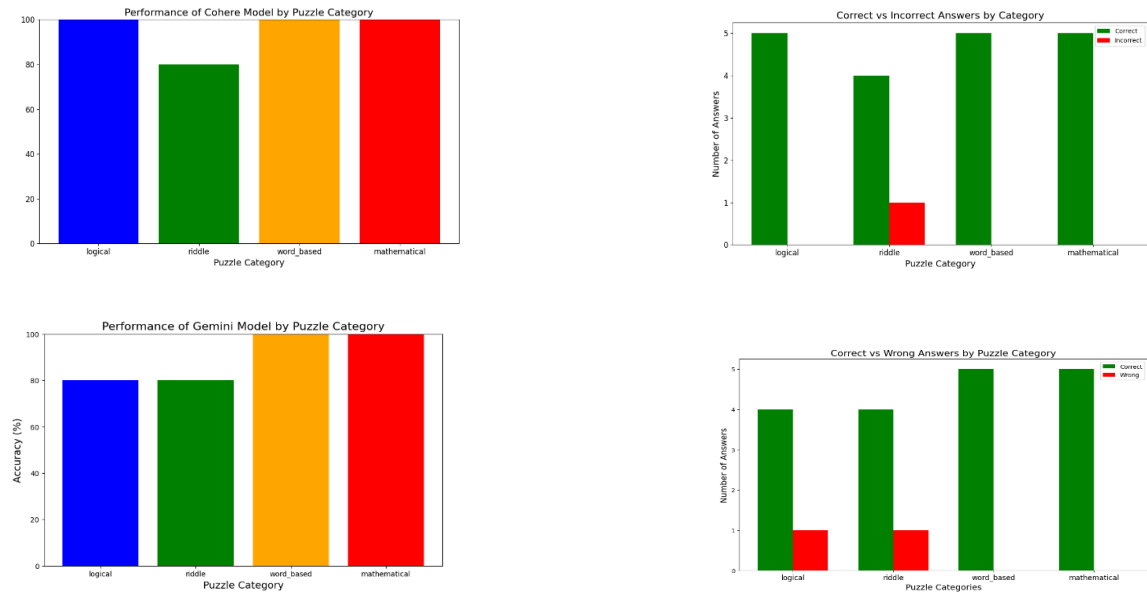 Performance of Cohere Model by Puzzle Category
100
80
60
40
20
0
logical riddle word_based mathematical
Puzzle Category
Correct vs Incorrect Answers by Category
Correct
Incorrect
Number of Answers
5
4
3
2
1
0
logical riddle word_based mathematical
Puzzle Category
Performance of Gemini Model by Puzzle Category
Accuracy (%)
100
80
60
40
20
0
logical riddle word_based mathematical
Puzzle Category
Correct vs Wrong Answers by Puzzle Category
Correct
Wrong
Number of Answers
5
4
3
2
1
0
logical riddle word_based mathematical
Puzzle Categories